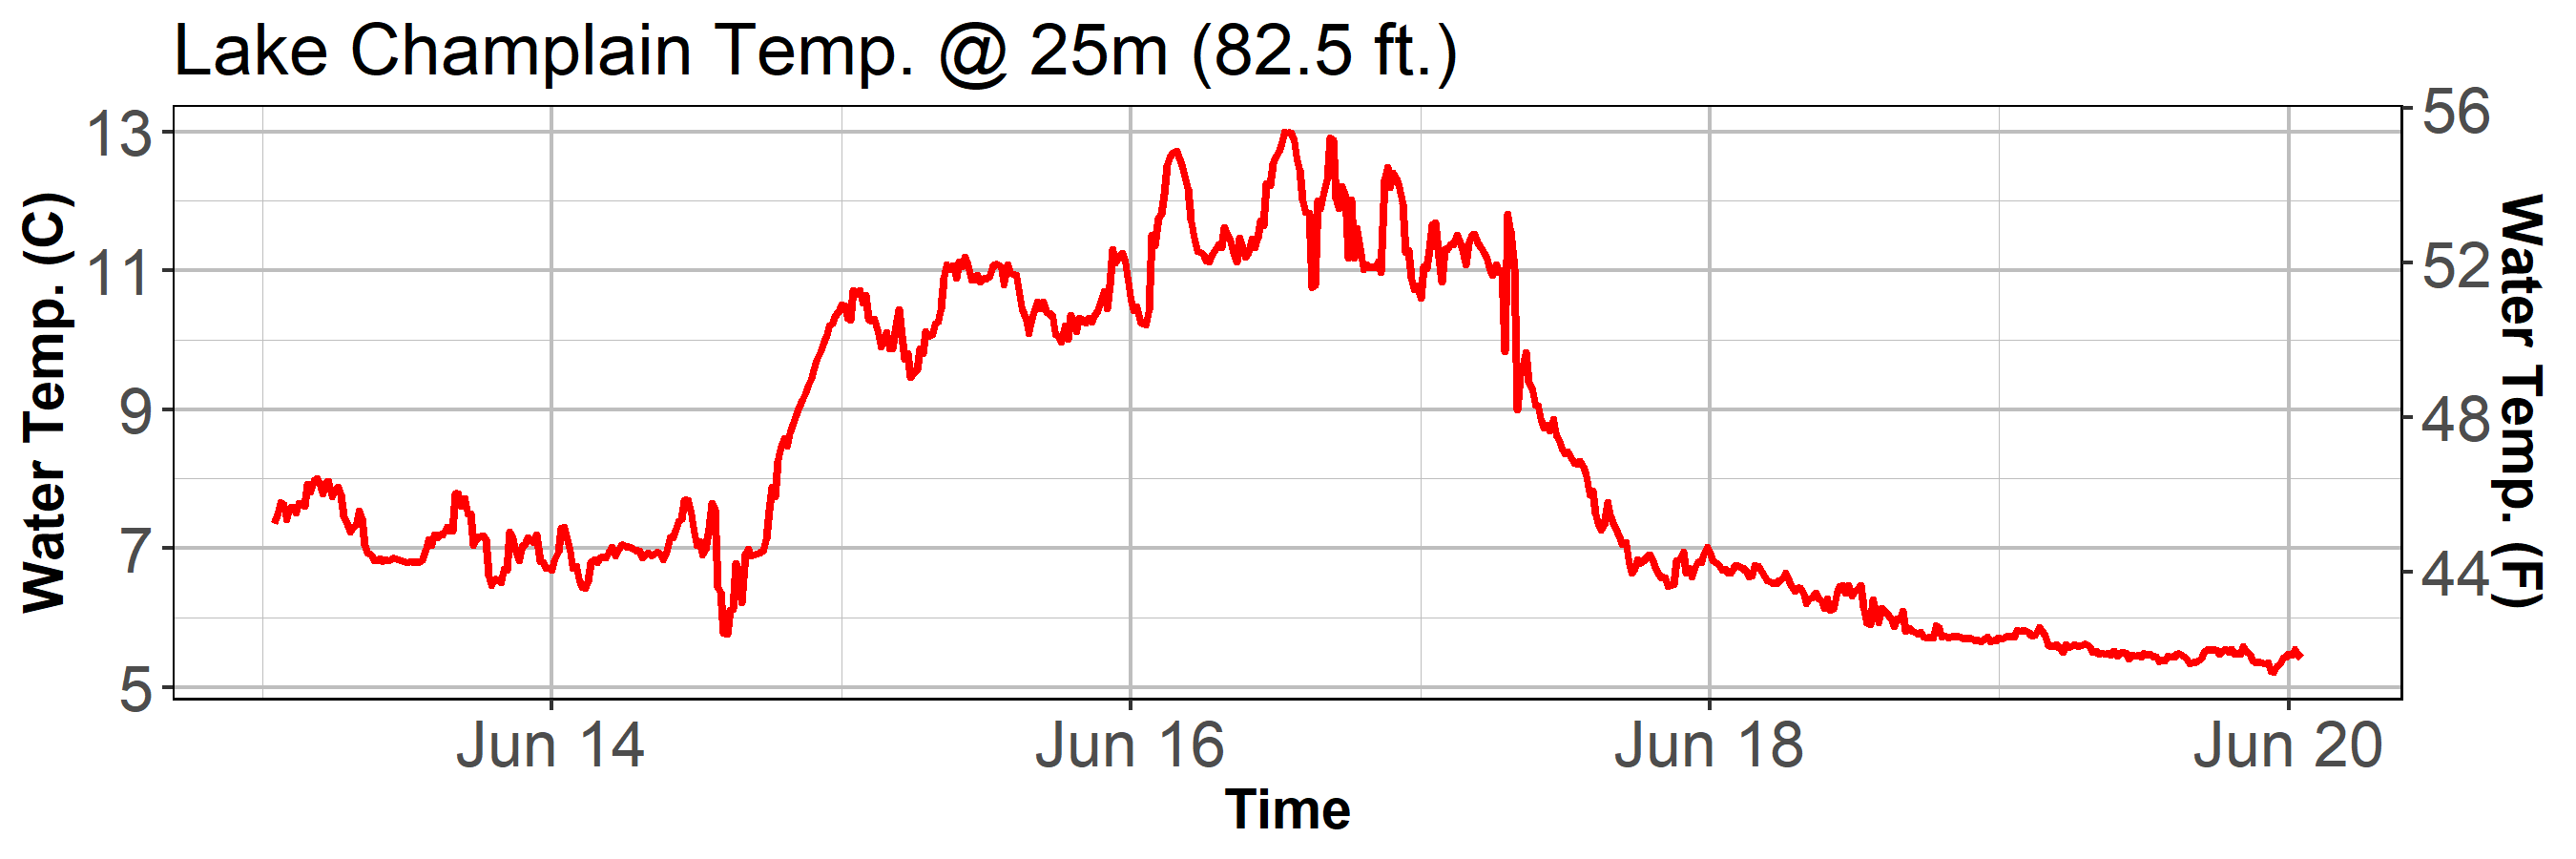 Lake Champlain Temp. @ 25m (82.5 ft.)
13
11
9
7
5
Water Temp. (C)
56
52
48
44
Water Temp. (F)
Jun 14 Jun 16 Jun 18 Jun 20
Time